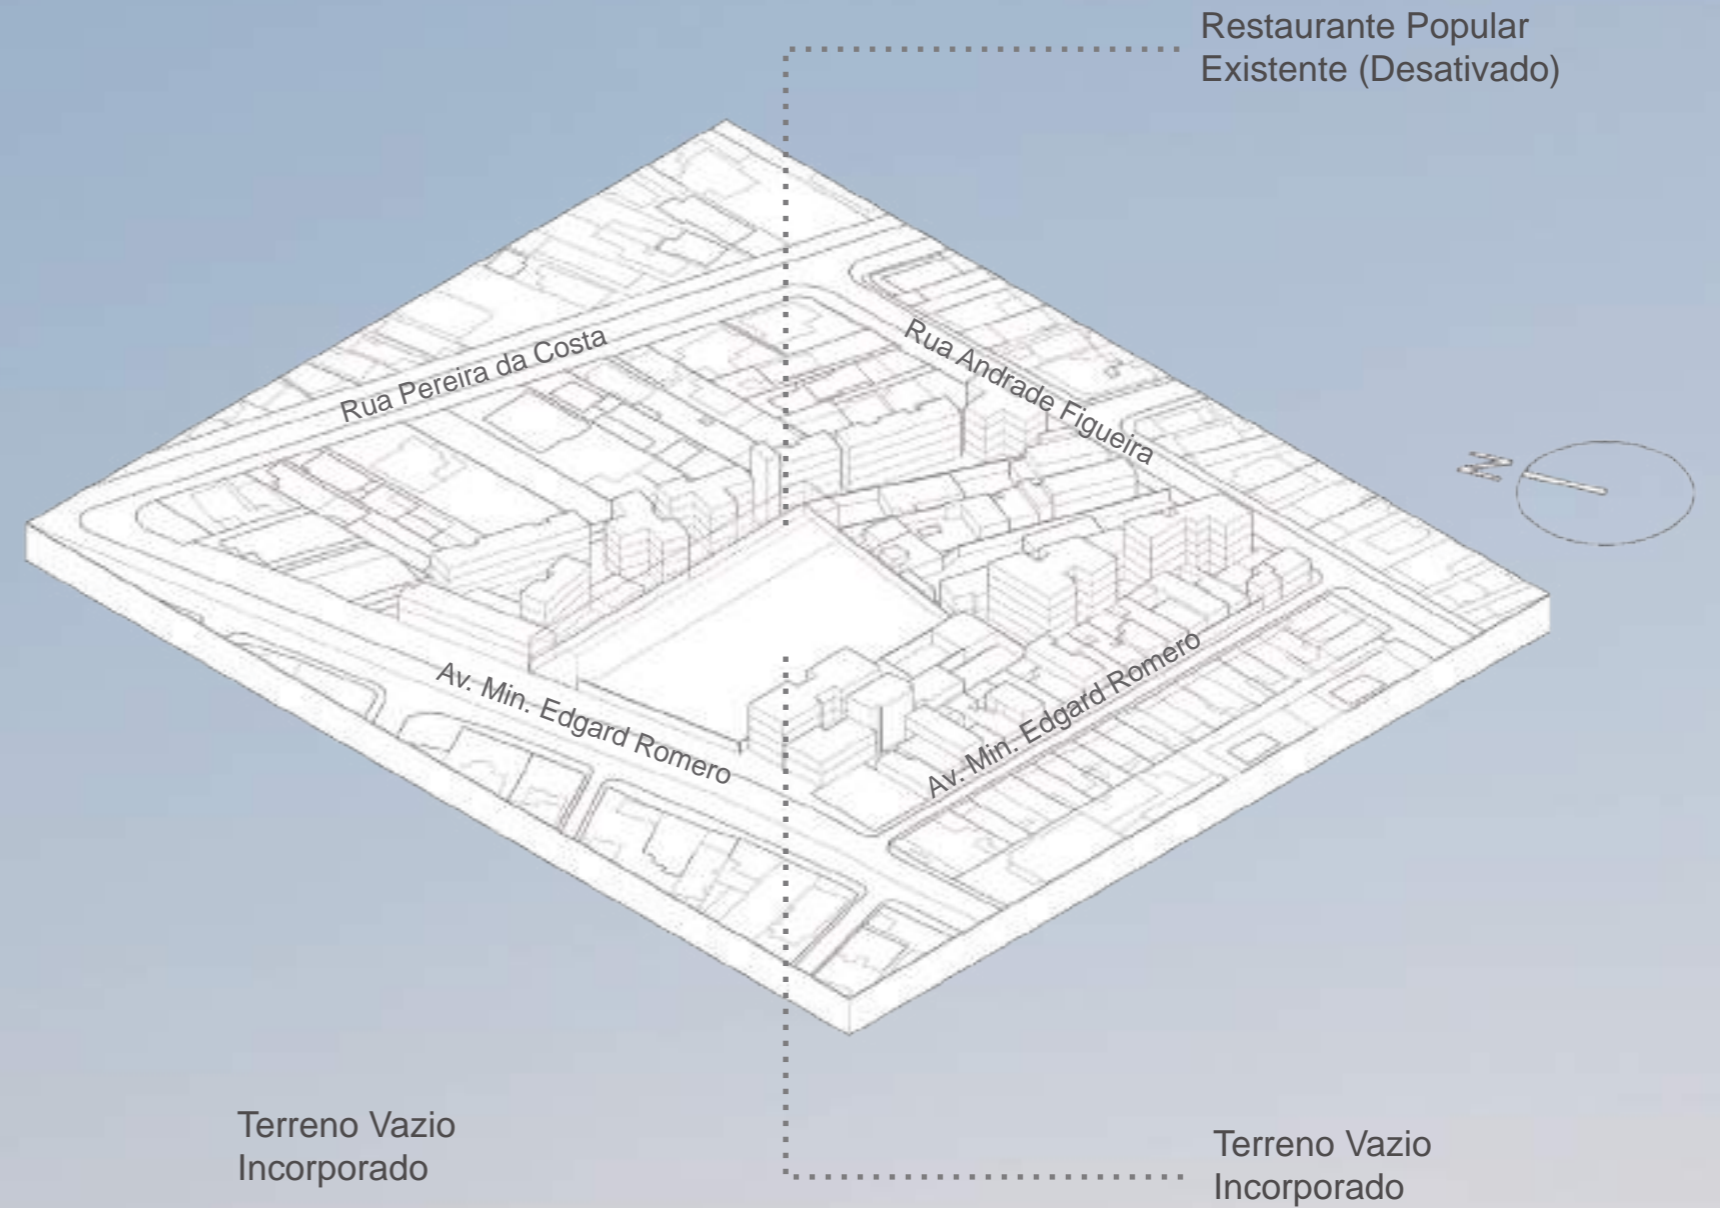 Restaurante Popular
Existente (Desativado)
Rua Pereira da Costa
Rua Andrade Figueira
N
Av. Min. Edgard Romero
Av. Min. Edgard Romero
Terreno Vazio
Incorporado
Terreno Vazio
Incorporado